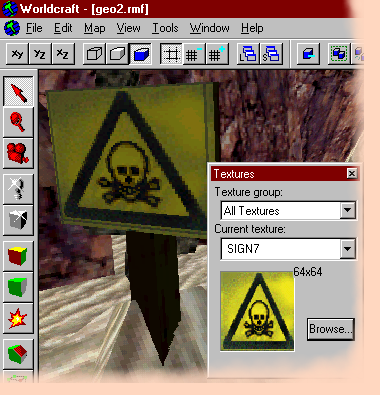 Worldcraft - [geo2.rmf]
File Edit Map View Tools Window Help
xy yz xz
L S
Textures
Texture group:
All Textures
Current texture:
SIGN7
64x64
Browse...